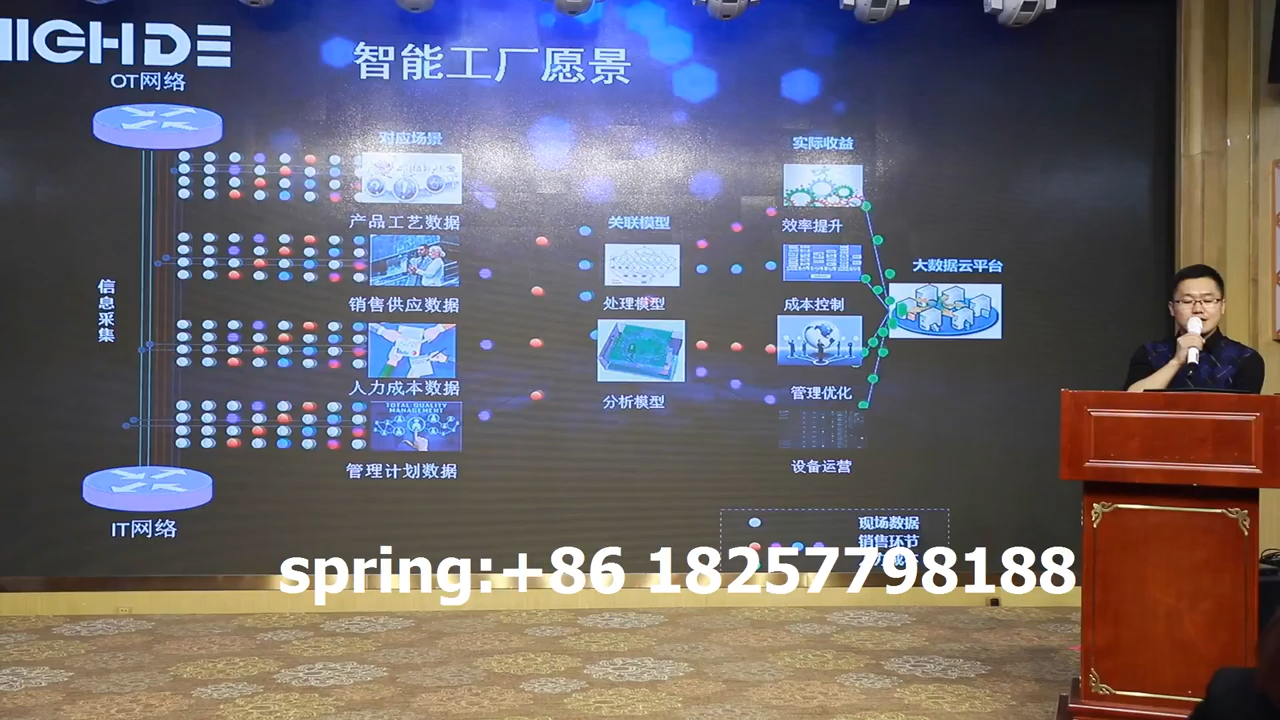 HIGH DE
智能工厂愿景
OT网络
对应场景
实际收益
产品工艺数据
关联模型
效率提升
大数据云平台
信息采集
销售供应数据
处理模型
成本控制
人力成本数据
分析模型
管理优化
TOTAL QUALITY
MANAGEMENT
管理计划数据
设备运营
IT网络
现场数据
销售环节
spring:+86 18257798188